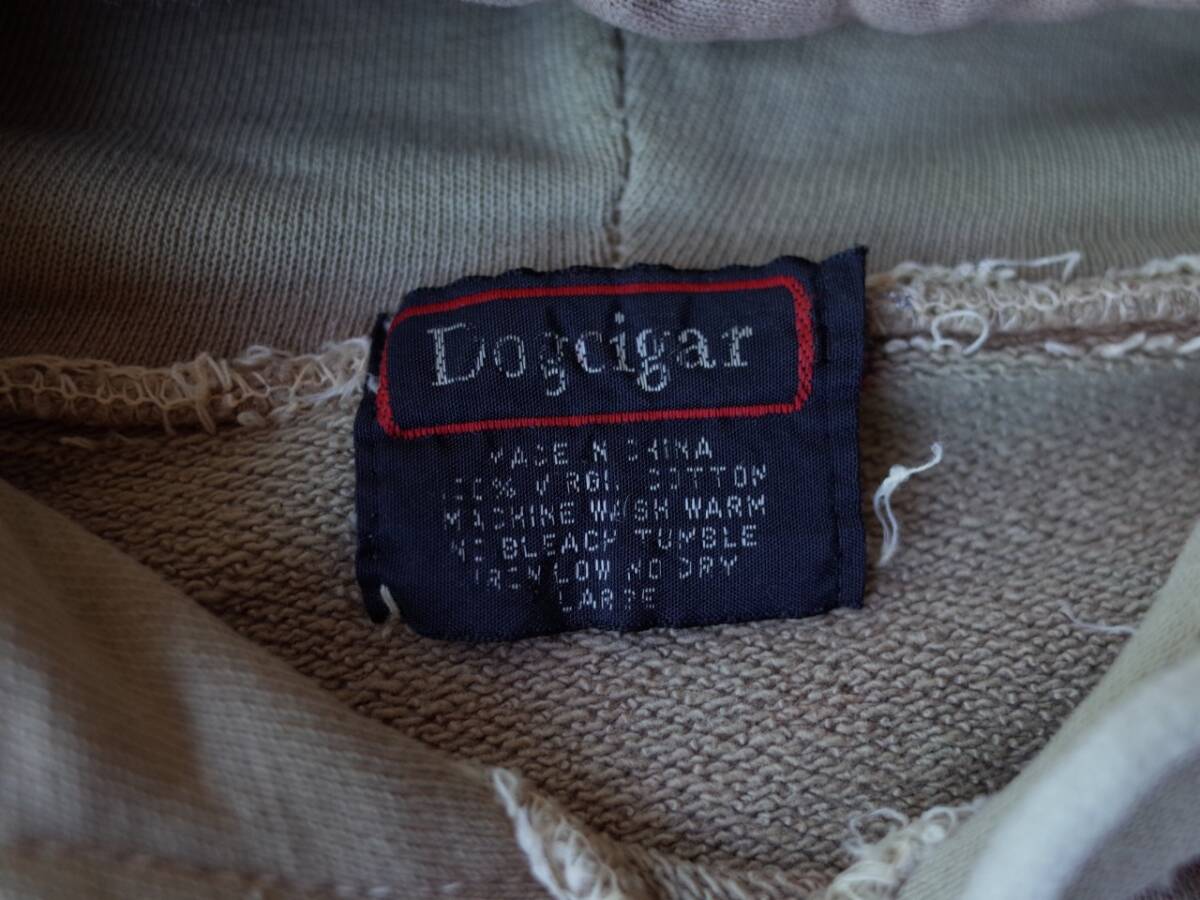 Dogcigar
MADE IN CHINA
100% VIRGIN COTTON
MACHINE WASH WARM
NO BLEACH TUMBLE
IRON LOW NO DRY
LARGE